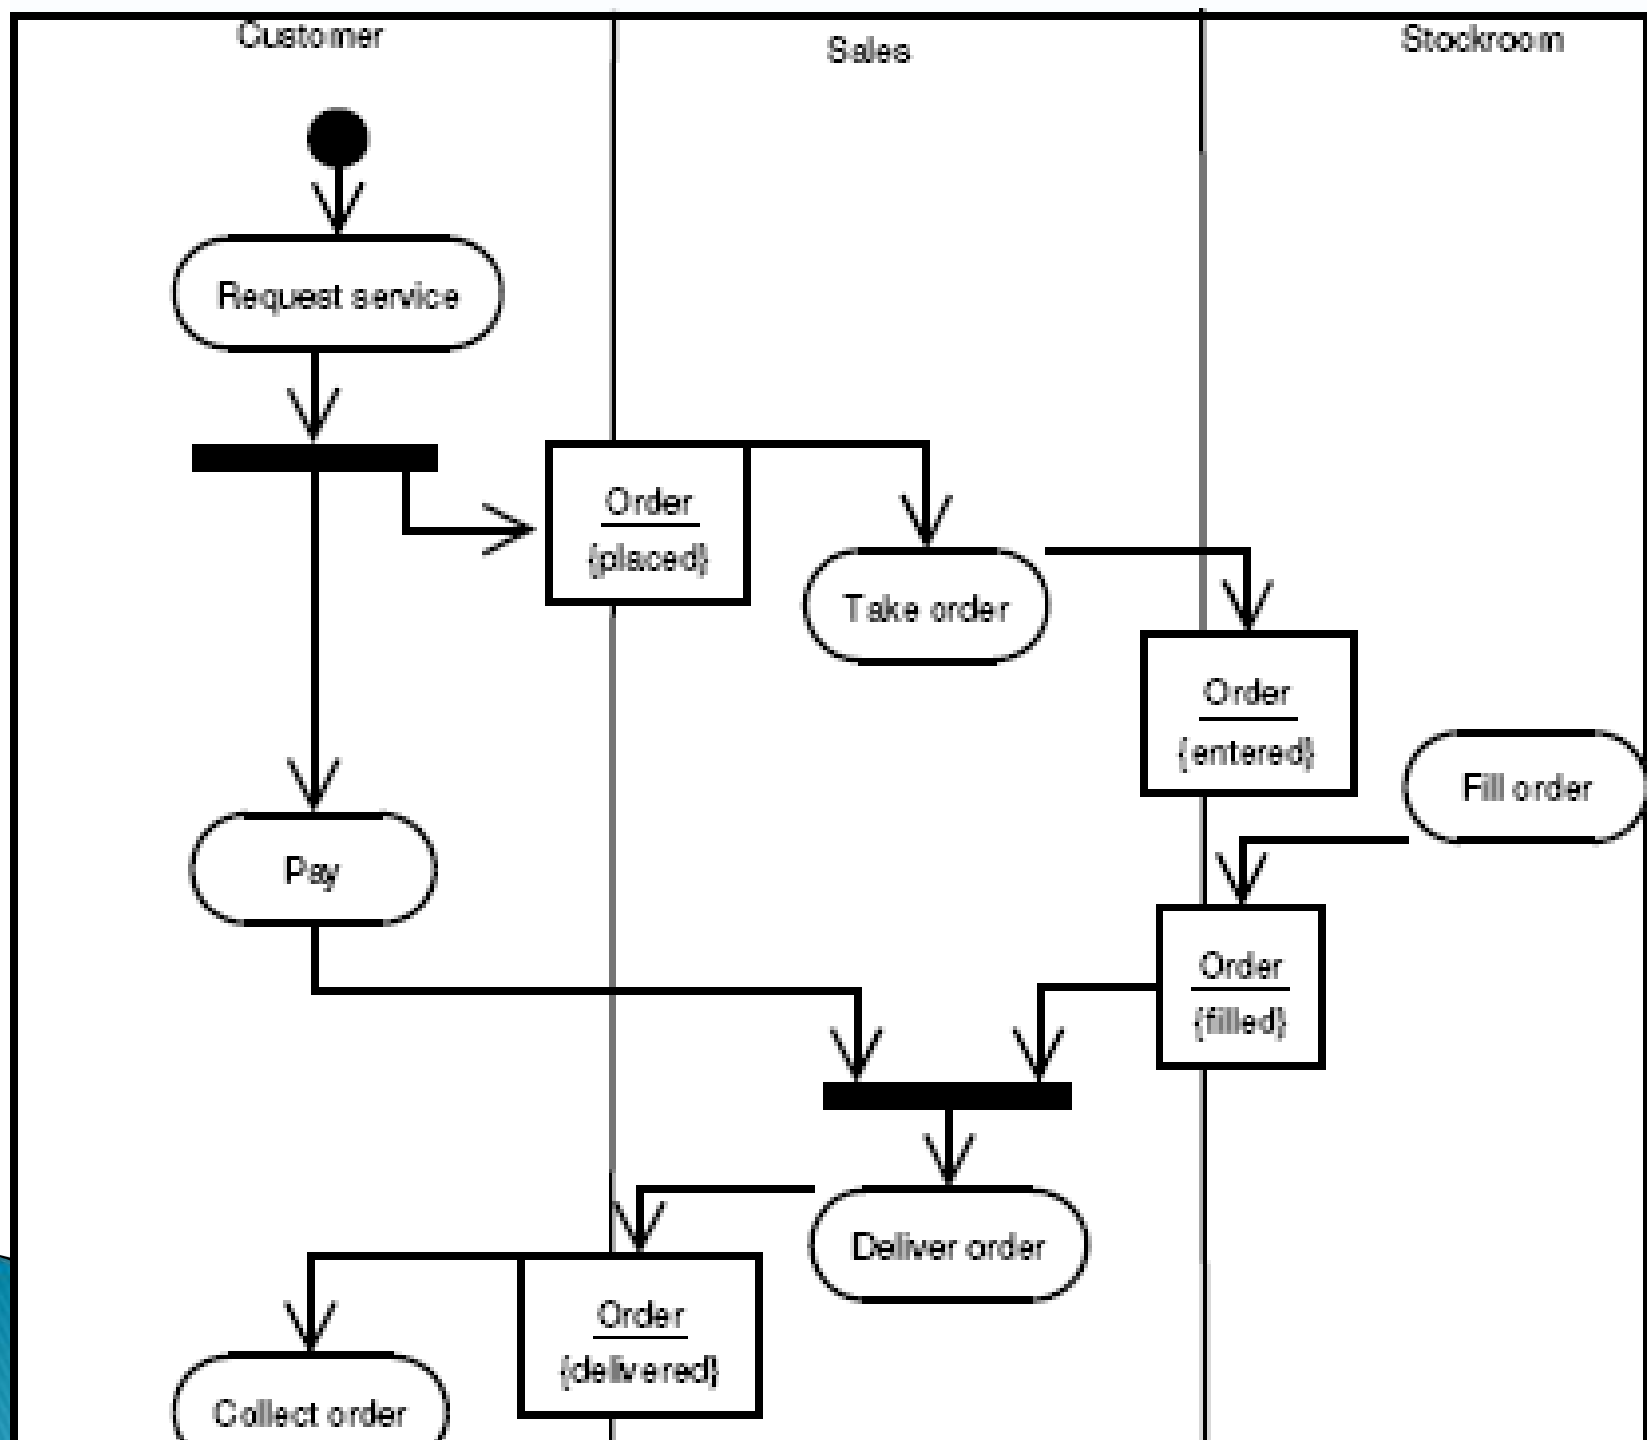 Customer
Sales
Stockroom
Request service
Order
{placed}
Take order
Order
{entered}
Fill order
Pay
Order
{filled}
Deliver order
Order
{delivered}
Collect order